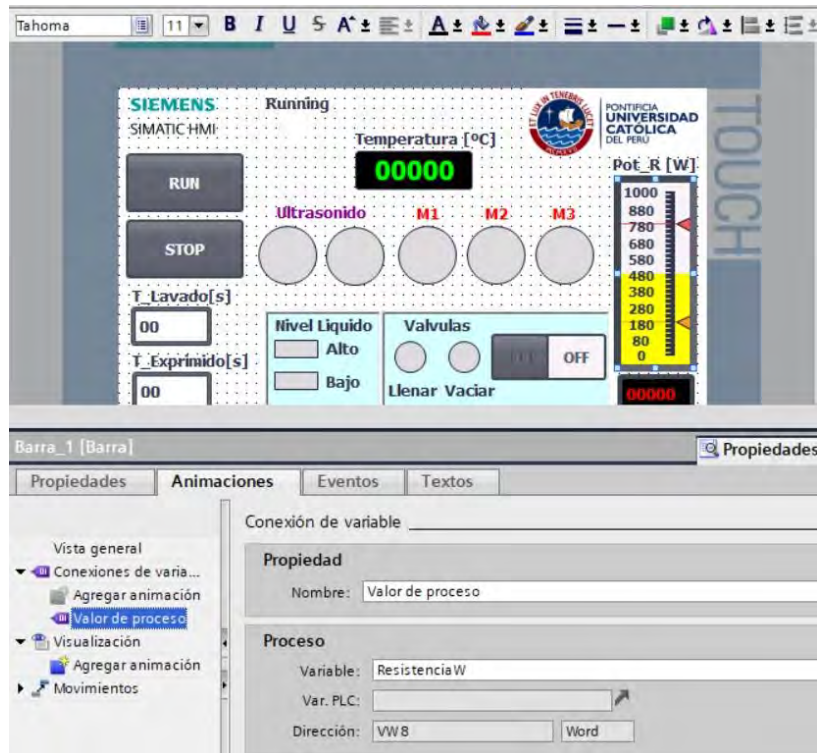 Tahoma 11 B I U S A A
SIEMENS
SIMATIC HMI
Running
PONTIFICIA
UNIVERSIDAD
CATÓLICA
DEL PERÚ
TOUCH
Temperatura [ºC]
00000
Pot_R [W]
RUN
STOP
Ultrasonido M1 M2 M3
1000
880
780
680
580
480
380
280
180
80
0
T_Lavado[s]
00
T_Exprimido[s]
00
Nivel Liquido
Alto
Bajo
Valvulas
OFF
Llenar Vaciar
00000
Barra_1 [Barra]
Propiedades
Propiedades Animaciones Eventos Textos
Vista general
Conexiones de varia...
Agregar animación
Valor de proceso
Visualización
Agregar animación
Movimientos
Conexión de variable
Propiedad
Nombre: Valor de proceso
Proceso
Variable: ResistenciaW
Var. PLC:
Dirección: VW8 Word